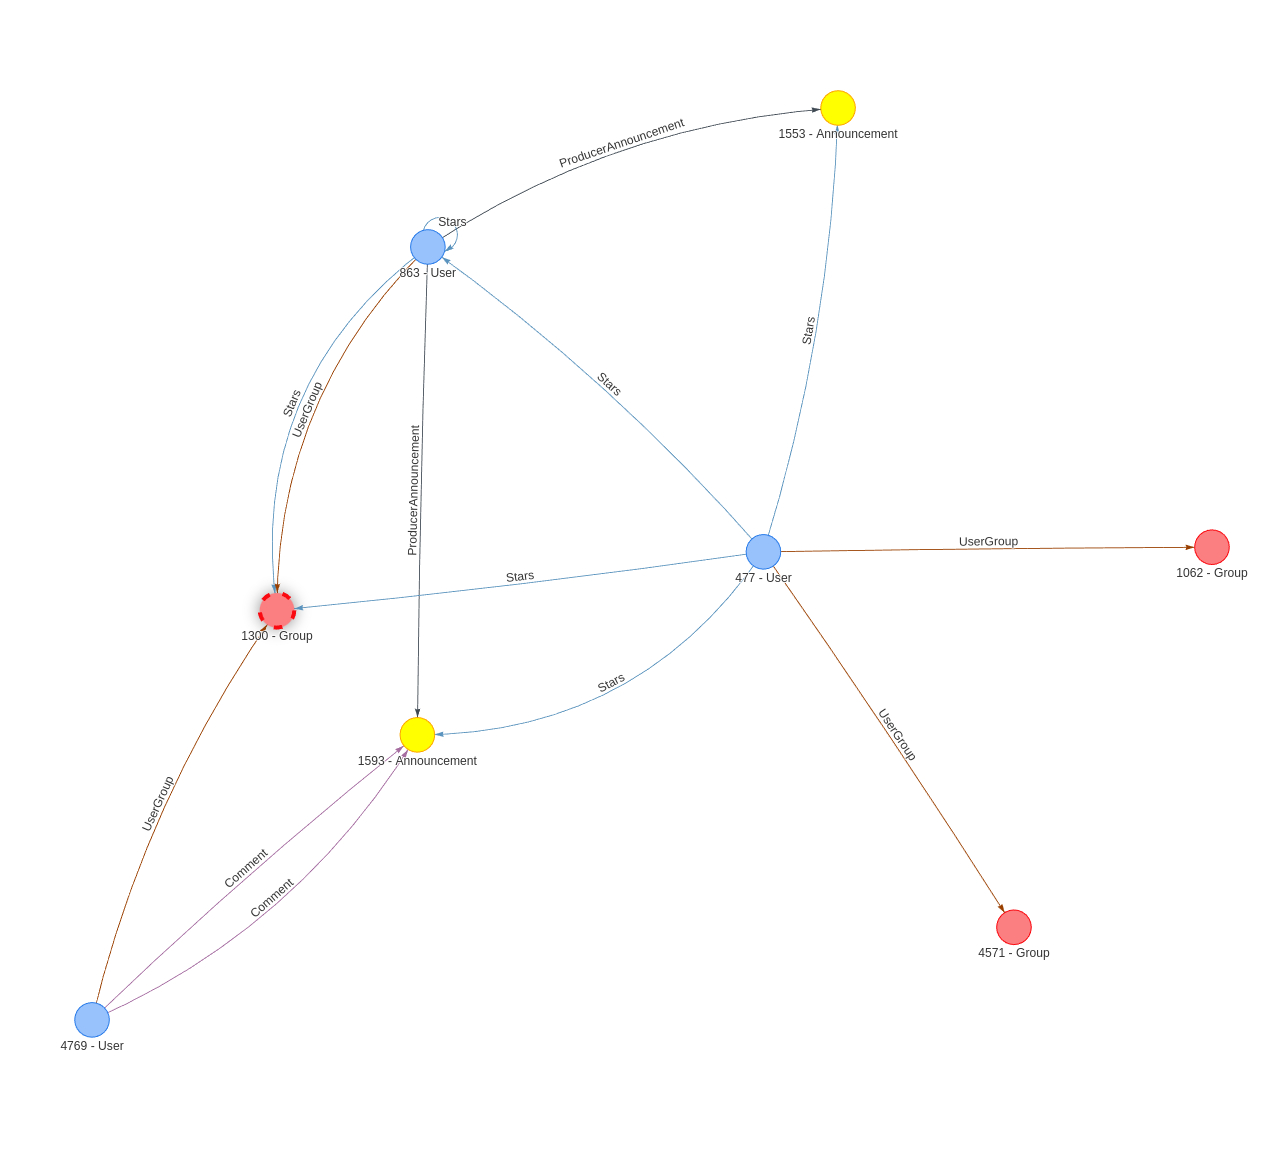 1553 - Announcement
ProducerAnnouncement
Stars
863 - User
Stars
Stars
Stars
UserGroup
ProducerAnnouncement
UserGroup
1062 - Group
Stars
477 - User
1300 - Group
Stars
UserGroup
1593 - Announcement
UserGroup
Comment
Comment
4571 - Group
4769 - User